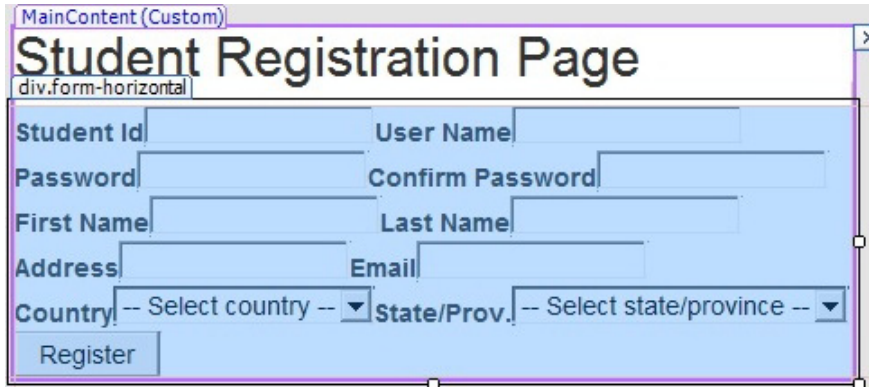 MainContent (Custom)
Student Registration Page
div.form-horizontal
Student Id User Name
Password Confirm Password
First Name Last Name
Address Email
Country -- Select country -- State/Prov. -- Select state/province --
Register